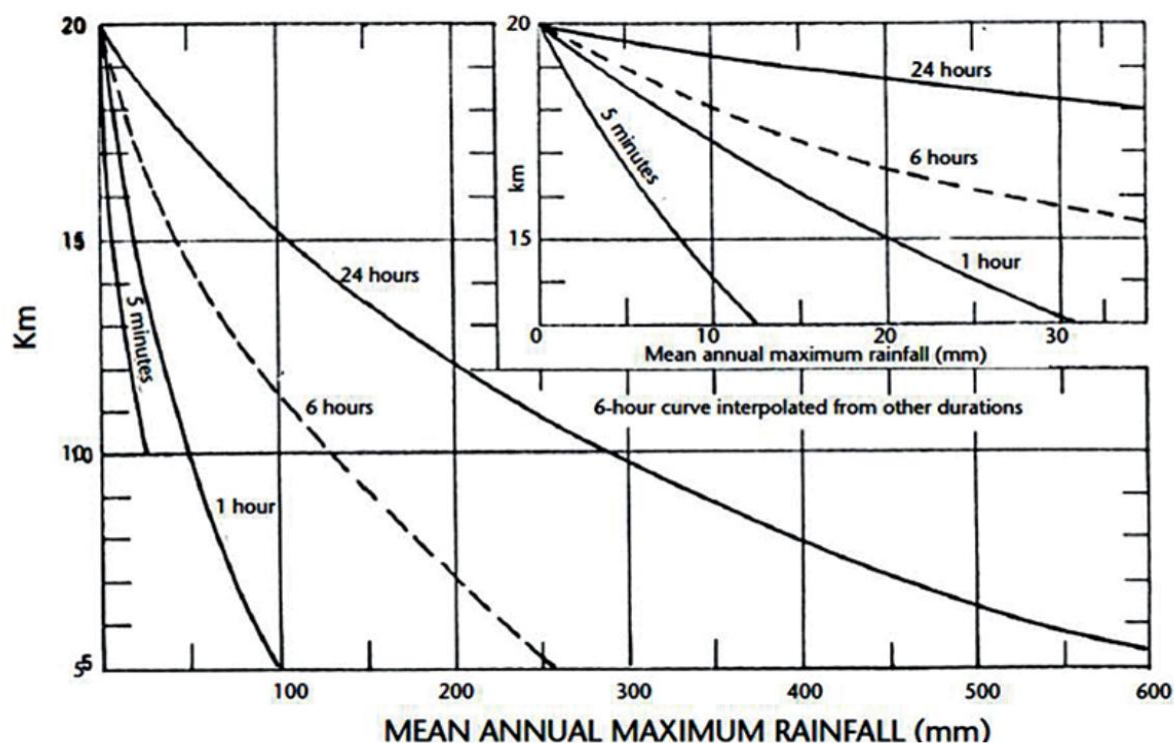 20
20
24 hours
5 minutes
6 hours
km
15
15
1 hour
24 hours
5 minutes
0
10
20
30
Mean annual maximum rainfall (mm)
Km
6 hours
6-hour curve interpolated from other durations
1 hour
100
200
300
400
500
600
MEAN ANNUAL MAXIMUM RAINFALL (mm)